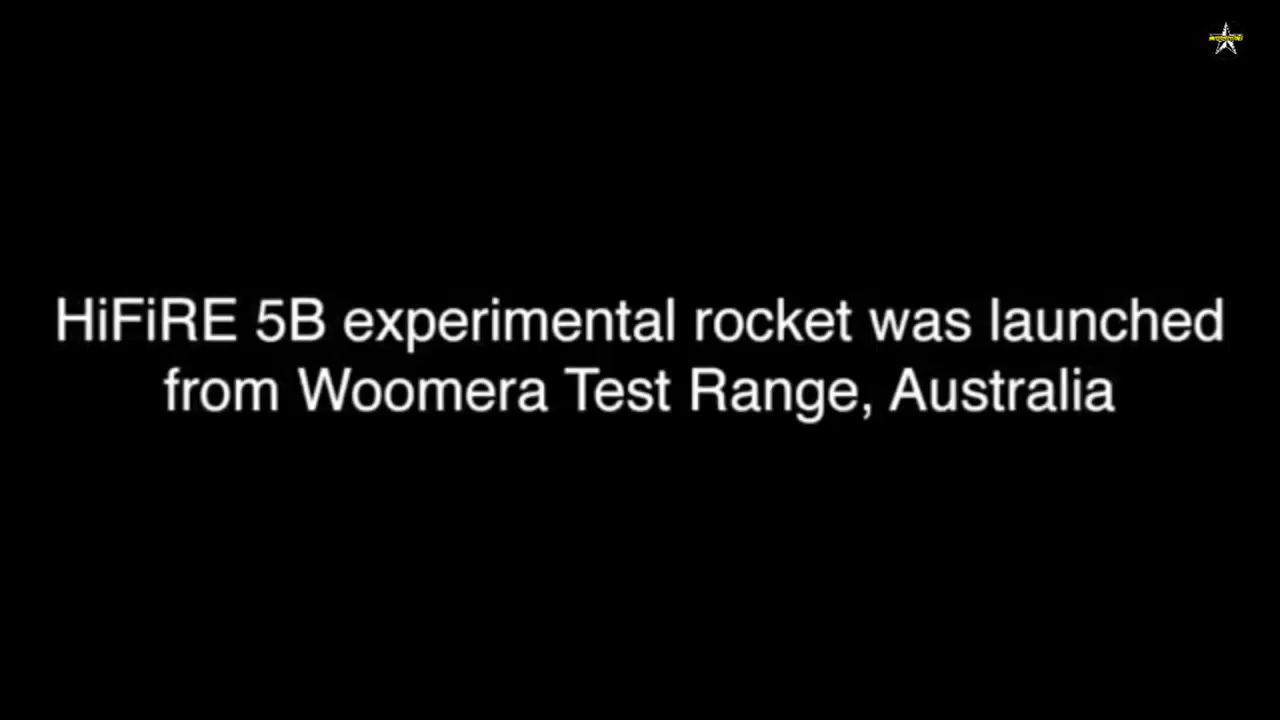 HiFiRE 5B experimental rocket was launched
from Woomera Test Range, Australia